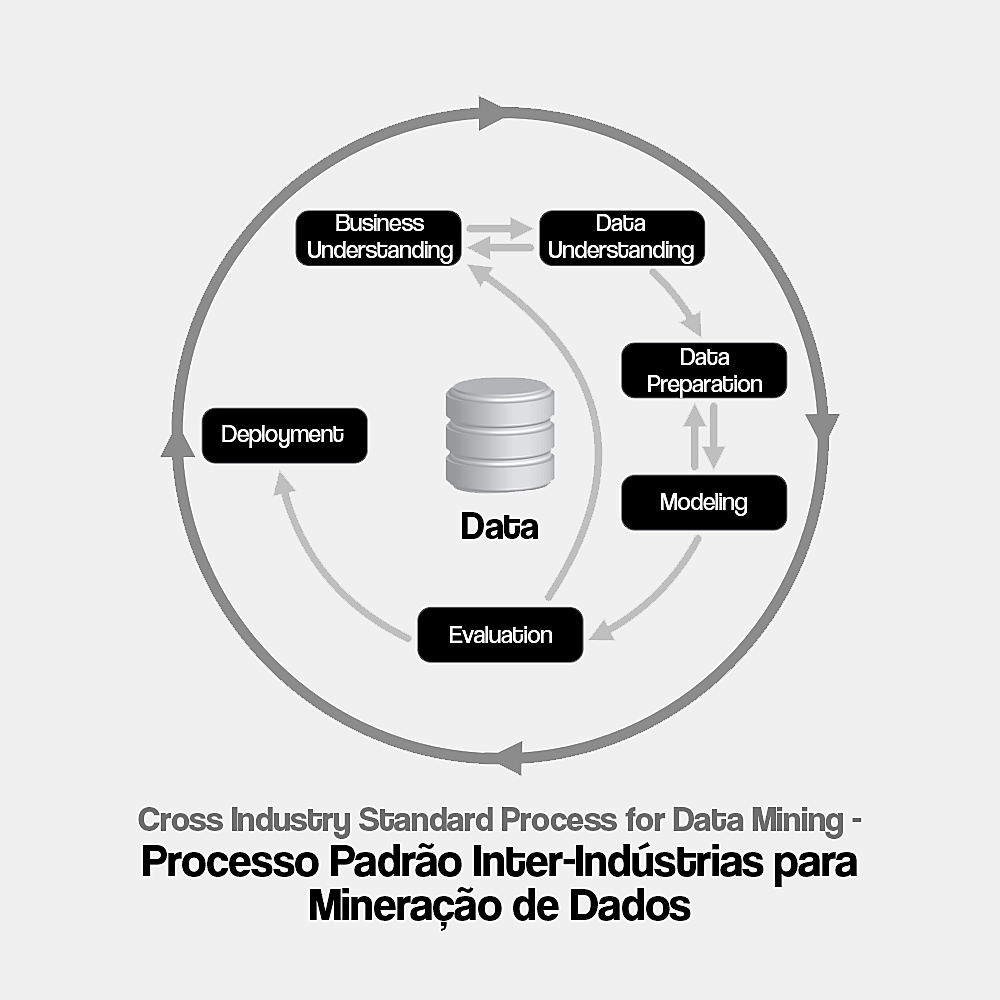 Business
Understanding
Data
Understanding
Data
Preparation
Deployment
Modeling
Data
Evaluation
Cross Industry Standard Process for Data Mining -
Processo Padrão Inter-Indústrias para
Mineração de Dados